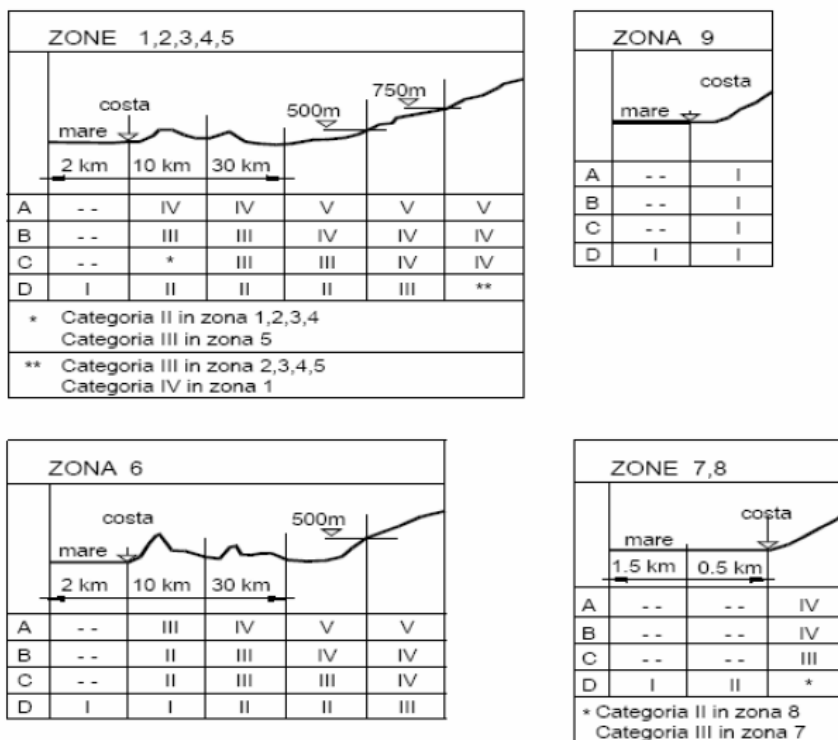 ZONE 1,2,3,4,5
costa
mare
500m
750m
2 km 10 km 30 km
A -- IV IV V V V
B -- III III IV IV IV
C -- * III III IV IV
D I II II II III **
* Categoria II in zona 1,2,3,4
Categoria III in zona 5
** Categoria III in zona 2,3,4,5
Categoria IV in zona 1
ZONA 9
costa
mare
A -- I
B -- I
C -- I
D I I
ZONA 6
costa
mare
500m
2 km 10 km 30 km
A -- III IV V V
B -- II III IV IV
C -- II III III IV
D I I II II III
ZONE 7,8
costa
mare
1.5 km 0.5 km
A -- -- IV
B -- -- IV
C -- -- III
D I II *
* Categoria II in zona 8
Categoria III in zona 7